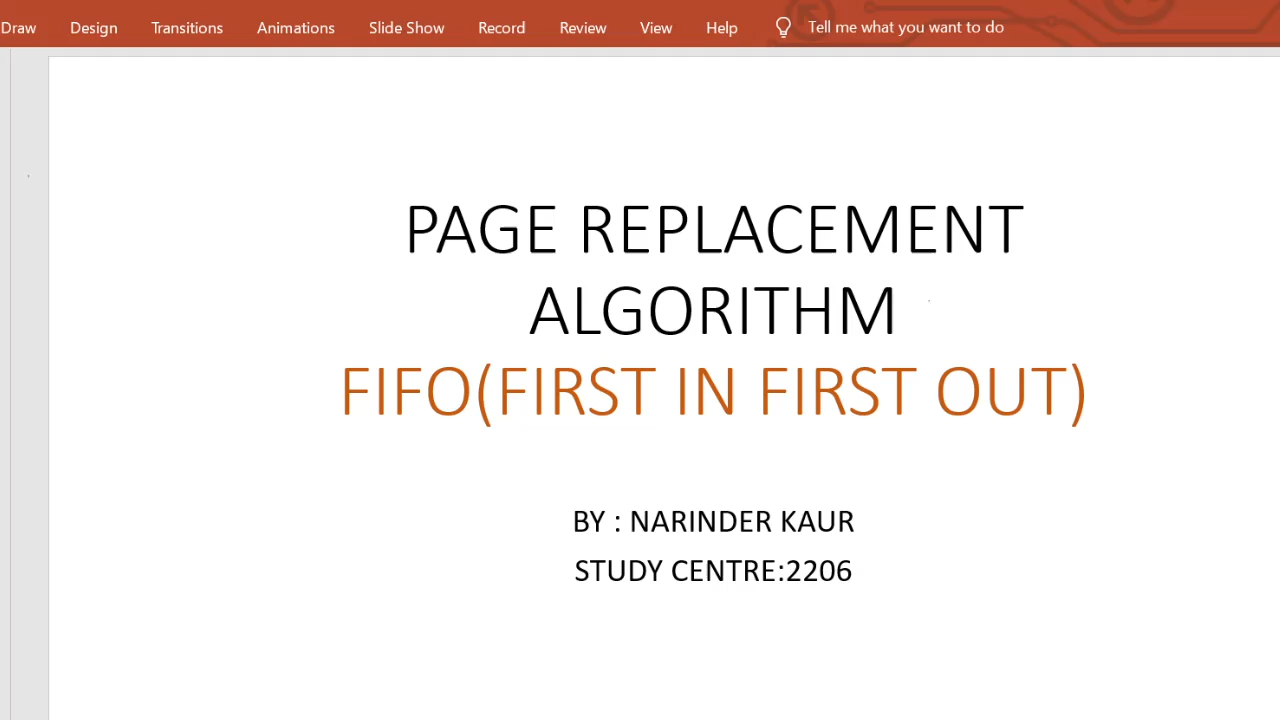 Draw Design Transitions Animations Slide Show Record Review View Help Tell me what you want to do
PAGE REPLACEMENT
ALGORITHM
FIFO(FIRST IN FIRST OUT)
BY : NARINDER KAUR
STUDY CENTRE:2206